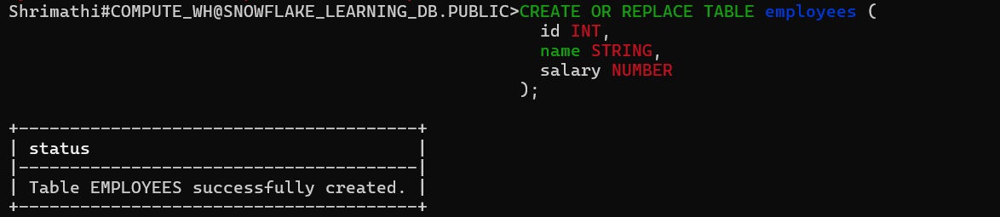 Shrimathi#COMPUTE_WH@SNOWFLAKE_LEARNING_DB.PUBLIC>CREATE OR REPLACE TABLE employees (
id INT,
name STRING,
salary NUMBER
);
+---------------------------------------+
| status                                |
|---------------------------------------|
| Table EMPLOYEES successfully created. |
+---------------------------------------+